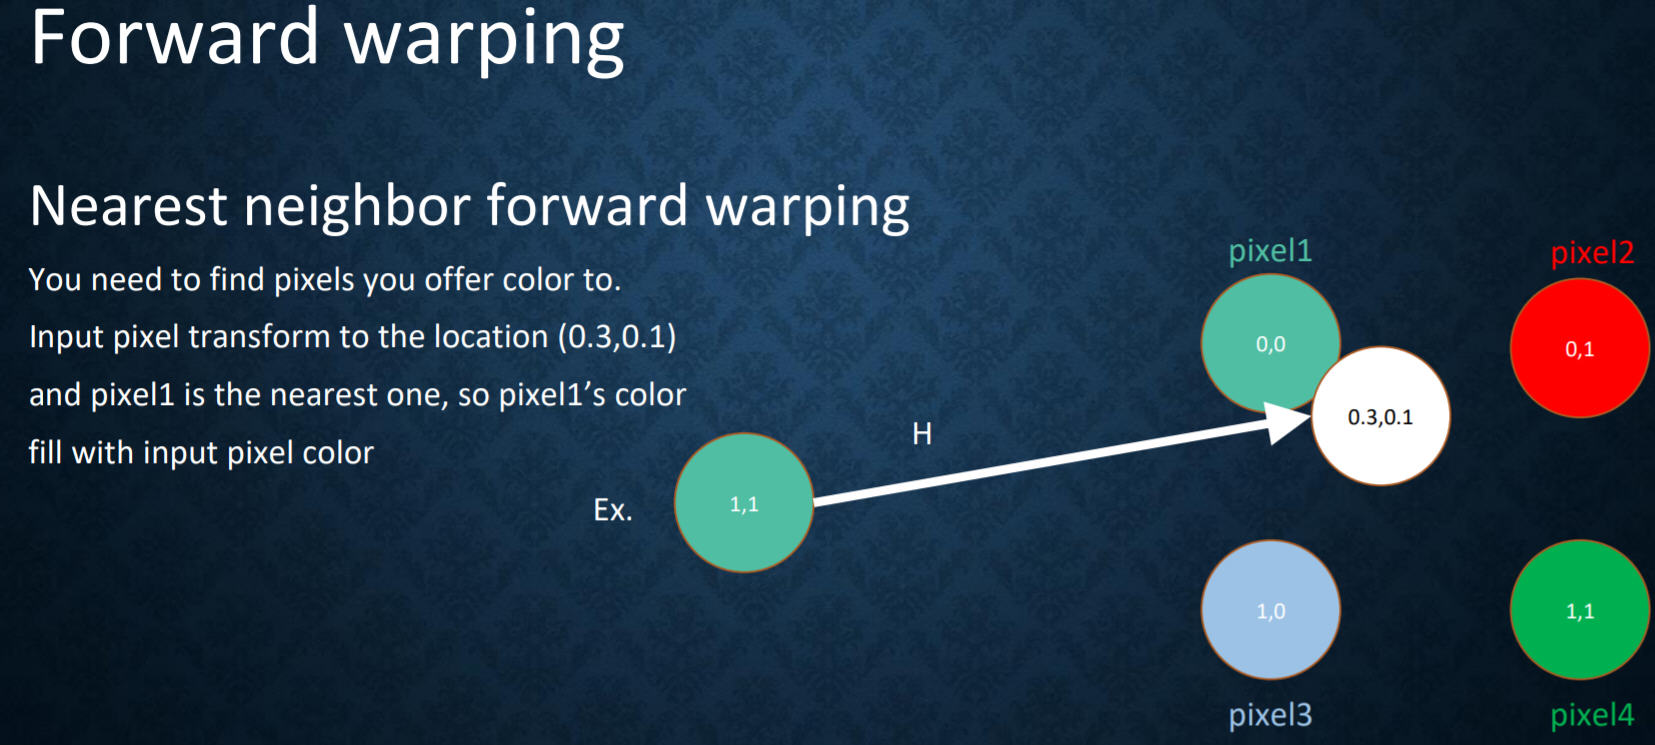 Forward warping
Nearest neighbor forward warping
You need to find pixels you offer color to.
Input pixel transform to the location (0.3,0.1)
and pixel1 is the nearest one, so pixel1’s color
fill with input pixel color
Ex.
1,1
H
pixel1
pixel2
0,0
0,1
0.3,0.1
1,0
1,1
pixel3
pixel4